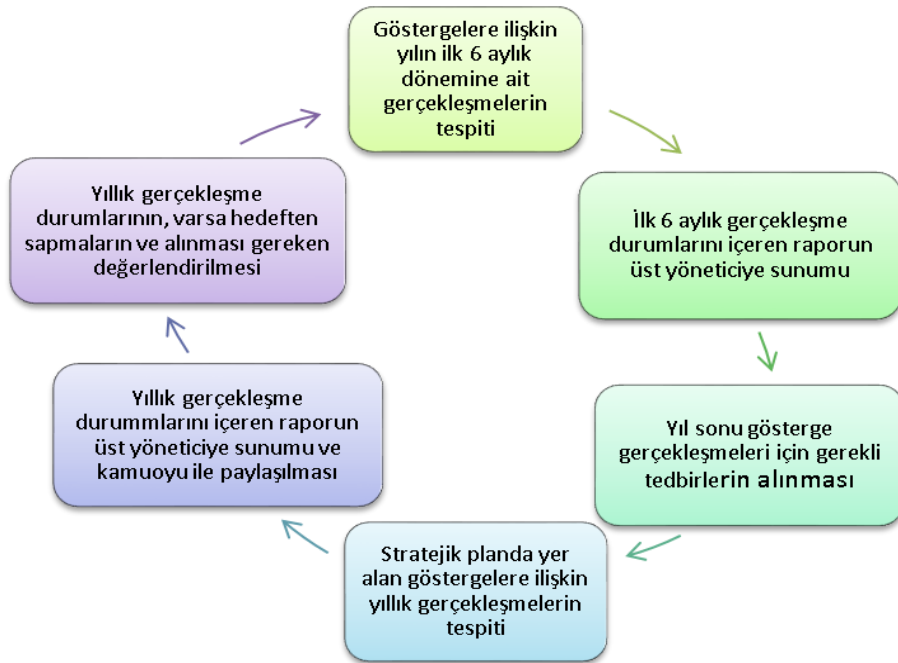 Göstergelere ilişkin
yılın ilk 6 aylık
dönemine ait
gerçekleşmelerin
tespiti
İlk 6 aylık gerçekleşme
durumlarını içeren raporun
üst yöneticiye sunumu
Yıl sonu gösterge
gerçekleşmeleri için gerekli
tedbirlerin alınması
Stratejik planda yer
alan göstergelere ilişkin
yıllık gerçekleşmelerin
tespiti
Yıllık gerçekleşme
durummlarını içeren raporun
üst yöneticiye sunumu ve
kamuoyu ile paylaşılması
Yıllık gerçekleşme
durumlarının, varsa hedeften
sapmaların ve alınması gereken
değerlendirilmesi